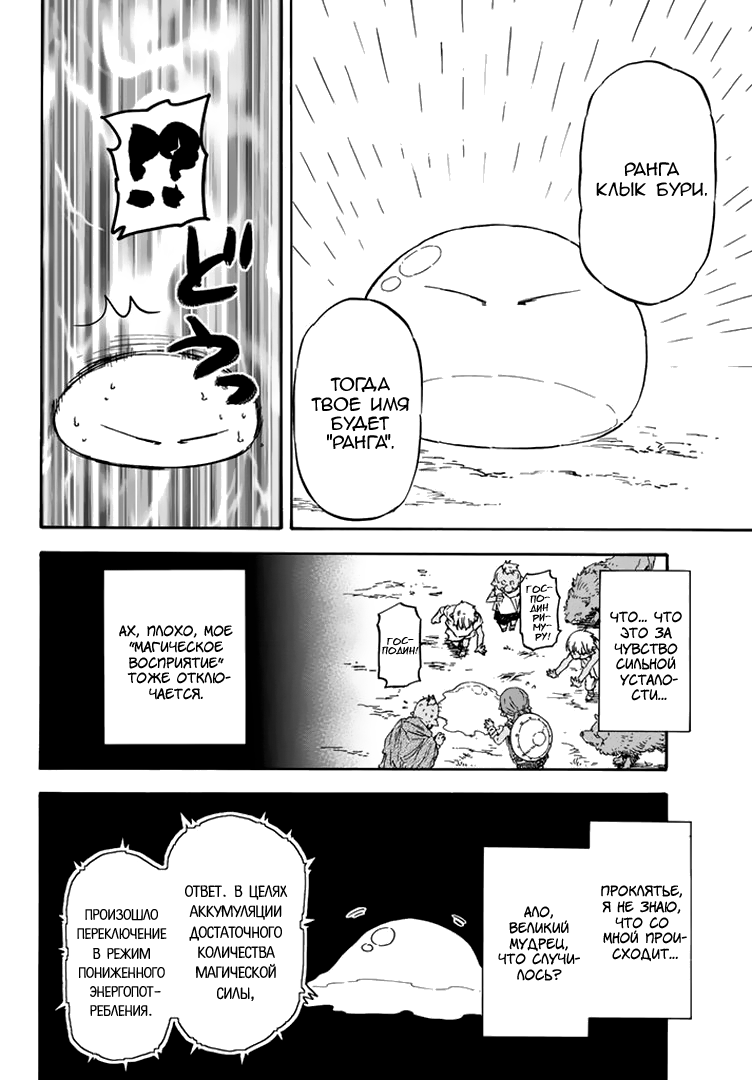 РАНГА
КЛЫК БУРИ.
ТОГДА
ТВОЕ ИМЯ
БУДЕТ
"РАНГА".
!?
どうっ
ЧТО... ЧТО
ЭТО ЗА
ЧУВСТВО
СИЛЬНОЙ
УСТАЛО-
СТИ...
ГОС-
ПО-
ДИН
РИ-
МУ-
РУ!
ГОС-
ПОДИН!
АХ, ПЛОХО, МОЕ
"МАГИЧЕСКОЕ
ВОСПРИЯТИЕ"
ТОЖЕ ОТКЛЮ-
ЧАЕТСЯ.
ПРОКЛЯТЬЕ,
Я НЕ ЗНАЮ,
ЧТО СО
МНОЙ ПРОИ-
СХОДИТ...
АЛО,
ВЕЛИКИЙ
МУДРЕЦ,
ЧТО СЛУЧИ-
ЛОСЬ?
ОТВЕТ. В ЦЕЛЯХ
АККУМУЛЯЦИИ
ДОСТАТОЧНОГО
КОЛИЧЕСТВА
МАГИЧЕСКОЙ
СИЛЫ,
ПРОИЗОШЛО
ПЕРЕКЛЮЧЕНИЕ
В РЕЖИМ
ПОНИЖЕННОГО
ЭНЕРГОПОТ-
РЕБЛЕНИЯ.